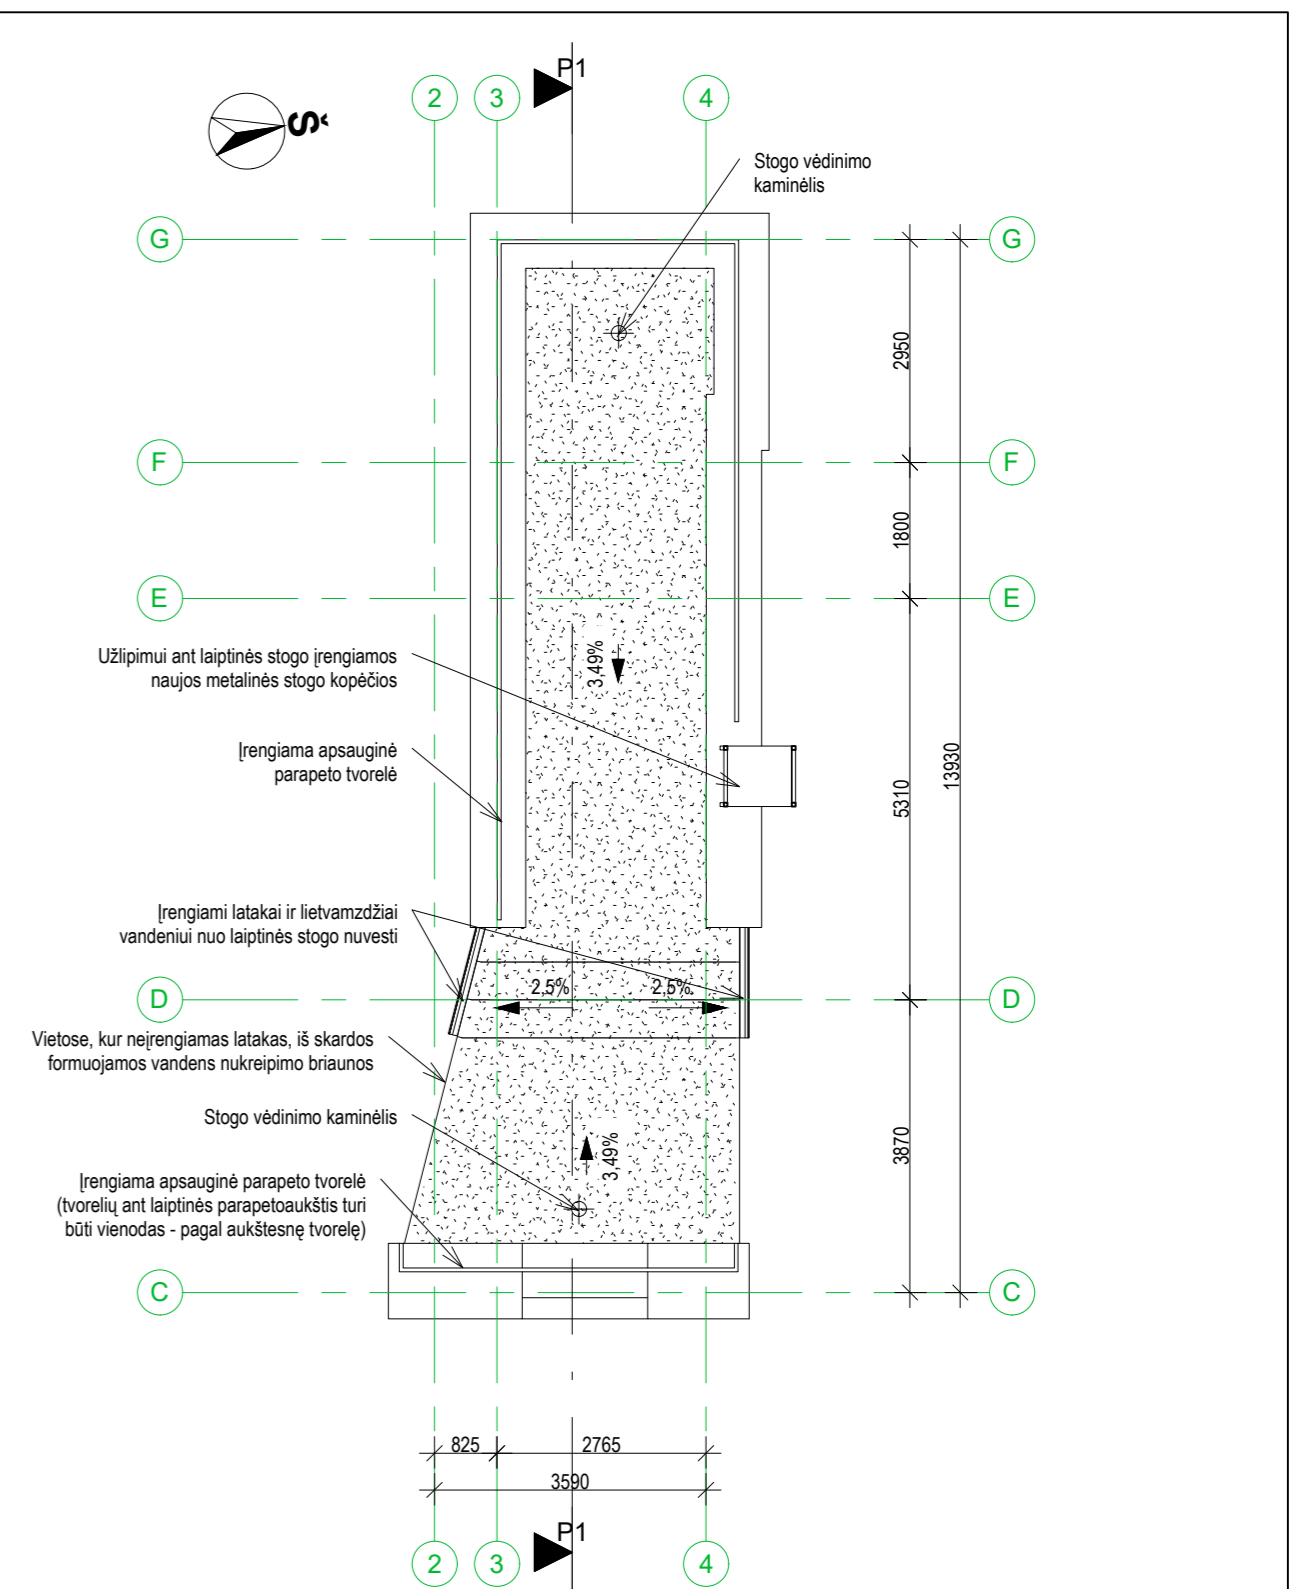 P1
2
3
4
Š
Stogo vėdinimo
kaminėlis
G
G
2950
F
F
1800
E
E
Užlipimui ant laiptinės stogo įrengiamos
naujos metalinės stogo kopėčios
3,49%
Įrengiama apsauginė
parapeto tvorelė
5310
13930
Įrengiami latakai ir lietvamzdžiai
vandeniui nuo laiptinės stogo nuvesti
2,5%
2,5%
D
D
Vietose, kur neįrengiamas latakas, iš skardos
formuojamos vandens nukreipimo briaunos
Stogo vėdinimo kaminėlis
3,49%
3870
Įrengiama apsauginė parapeto tvorelė
(tvorelių ant laiptinės parapetoaukštis turi
būti vienodas - pagal aukštesnę tvorelę)
C
C
825
2765
3590
P1
2
3
4